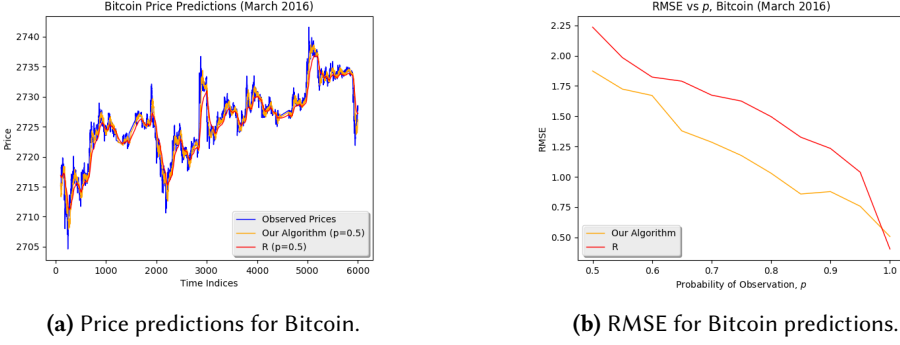 Bitcoin Price Predictions (March 2016)
2740
2735
2730
2725
2720
2715
2710
2705
Price
0
1000
2000
3000
4000
5000
6000
Time Indices
Observed Prices
Our Algorithm (p=0.5)
R (p=0.5)
(a) Price predictions for Bitcoin.
RMSE vs p, Bitcoin (March 2016)
2.25
2.00
1.75
1.50
1.25
1.00
0.75
0.50
RMSE
0.5
0.6
0.7
0.8
0.9
1.0
Probability of Observation, p
Our Algorithm
R
(b) RMSE for Bitcoin predictions.